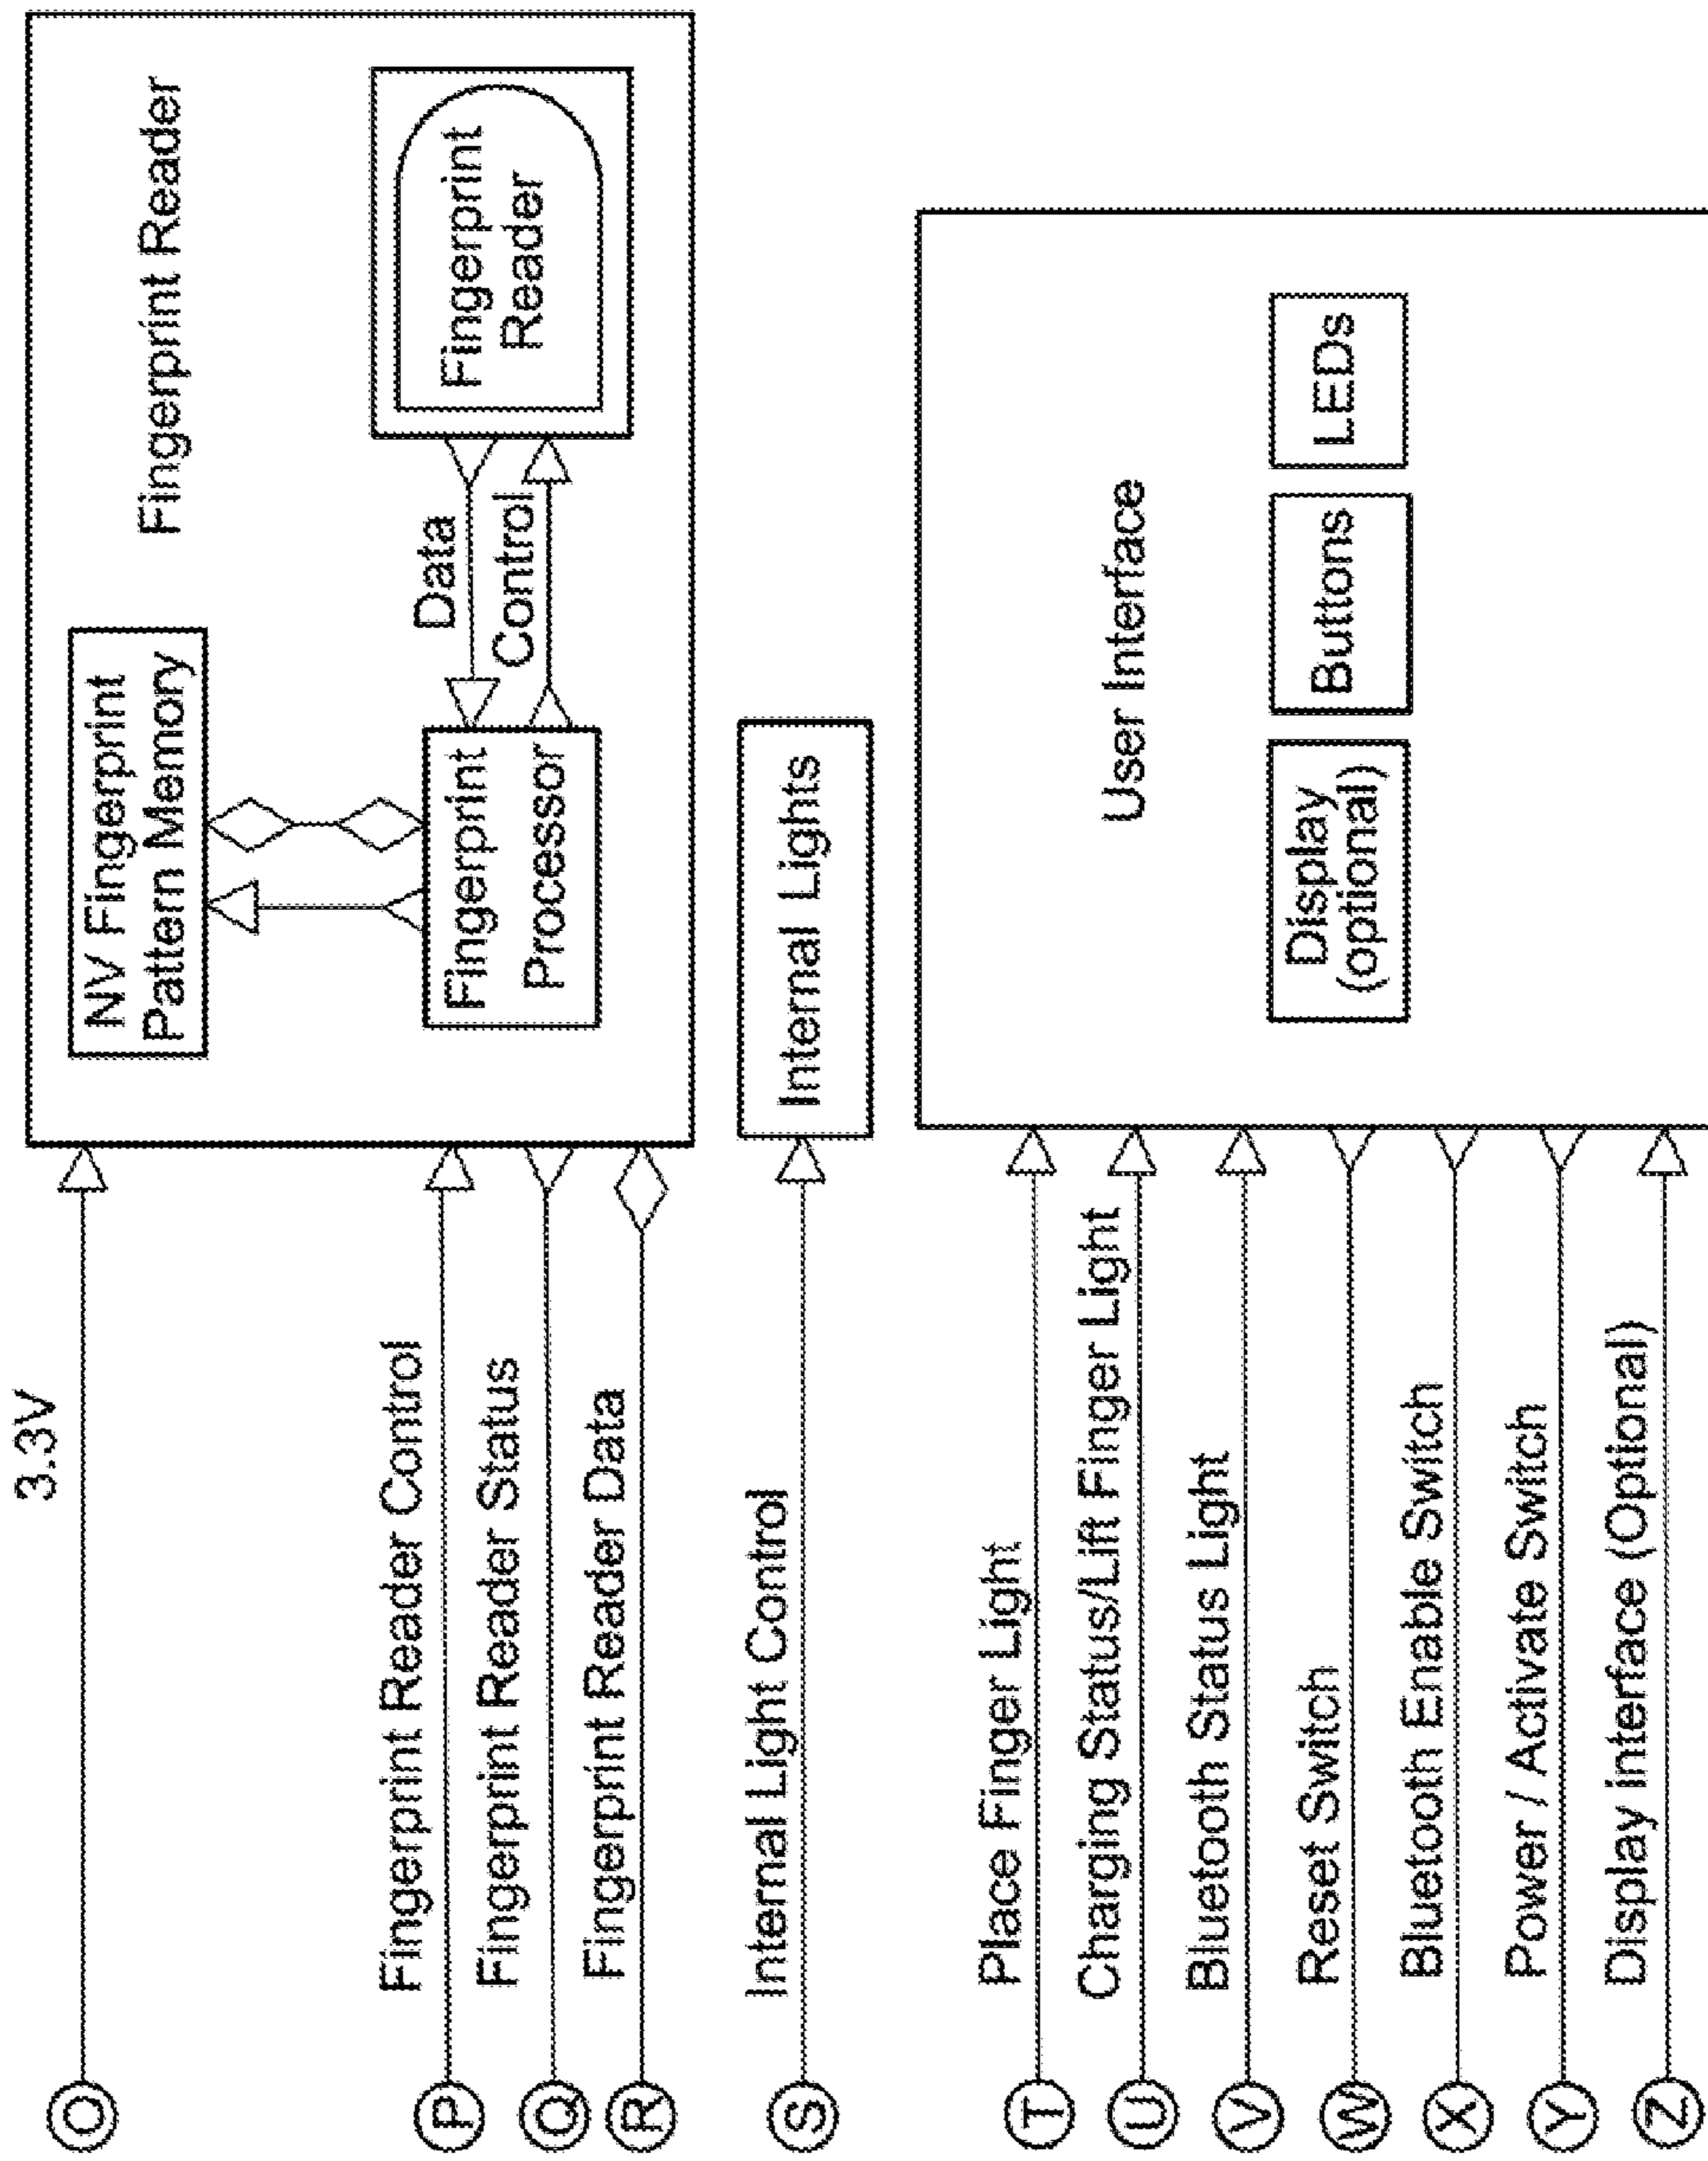 3.3V
O
Fingerprint Reader
NV Fingerprint
Pattern Memory
Fingerprint
Processor
Data
Control
Fingerprint
Reader
Fingerprint Reader Control
P
Fingerprint Reader Status
Q
Fingerprint Reader Data
R
Internal Light Control
S
Internal Lights
Place Finger Light
T
Charging Status/Lift Finger Light
U
Bluetooth Status Light
V
Reset Switch
W
Bluetooth Enable Switch
X
Power / Activate Switch
Y
Display Interface (Optional)
Z
User Interface
Display
(optional)
Buttons
LEDs